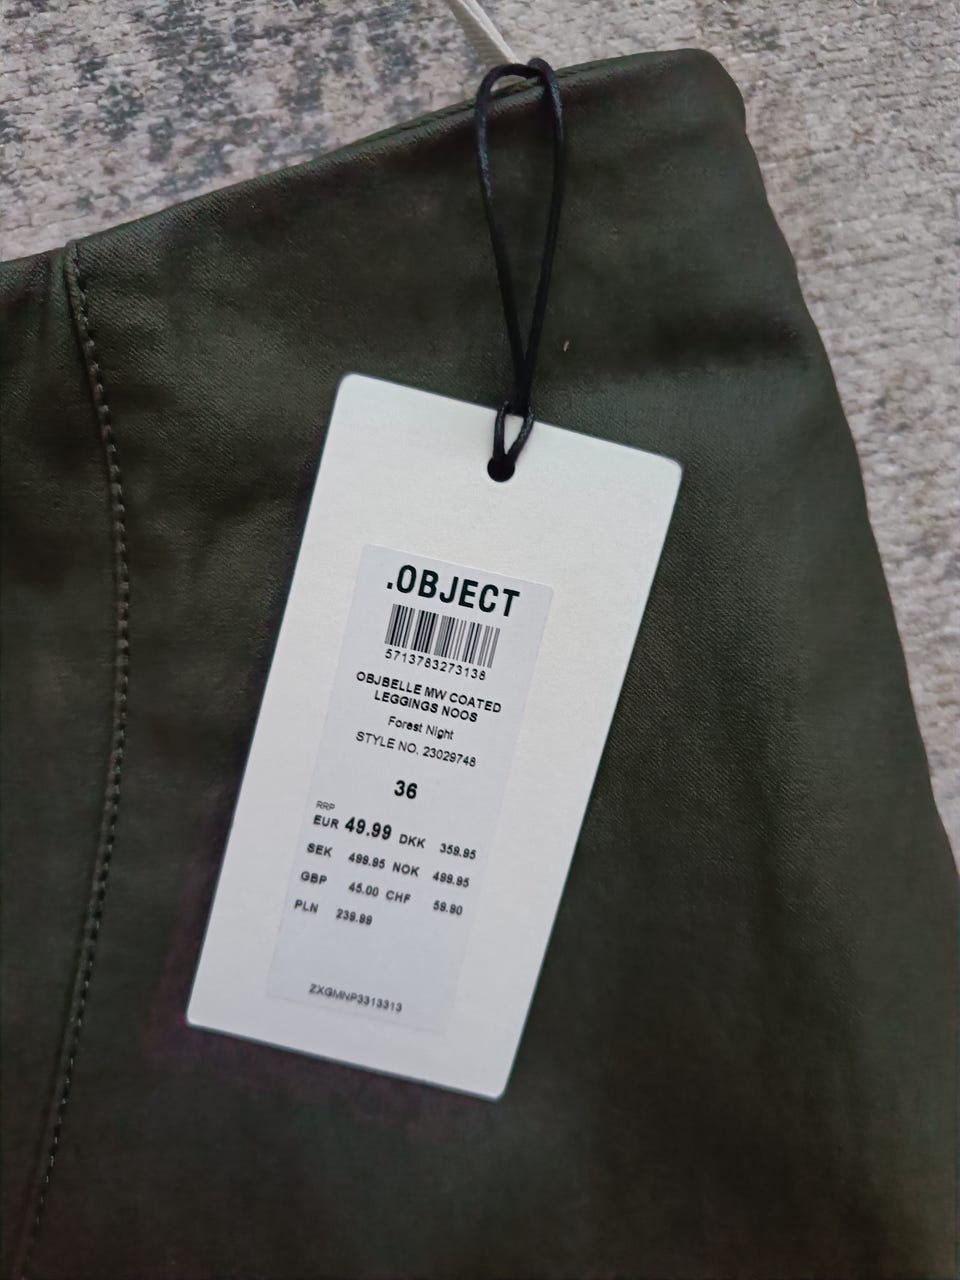 .OBJECT
5713783273138
OBJBELLE MW COATED
LEGGINGS NOOS
Forest Night
STYLE NO. 23029748
36
RRP
EUR 49.99 DKK 359.95
SEK 499.95 NOK 499.95
GBP 45.00 CHF 59.90
PLN 239.99
ZXGMNP3313313